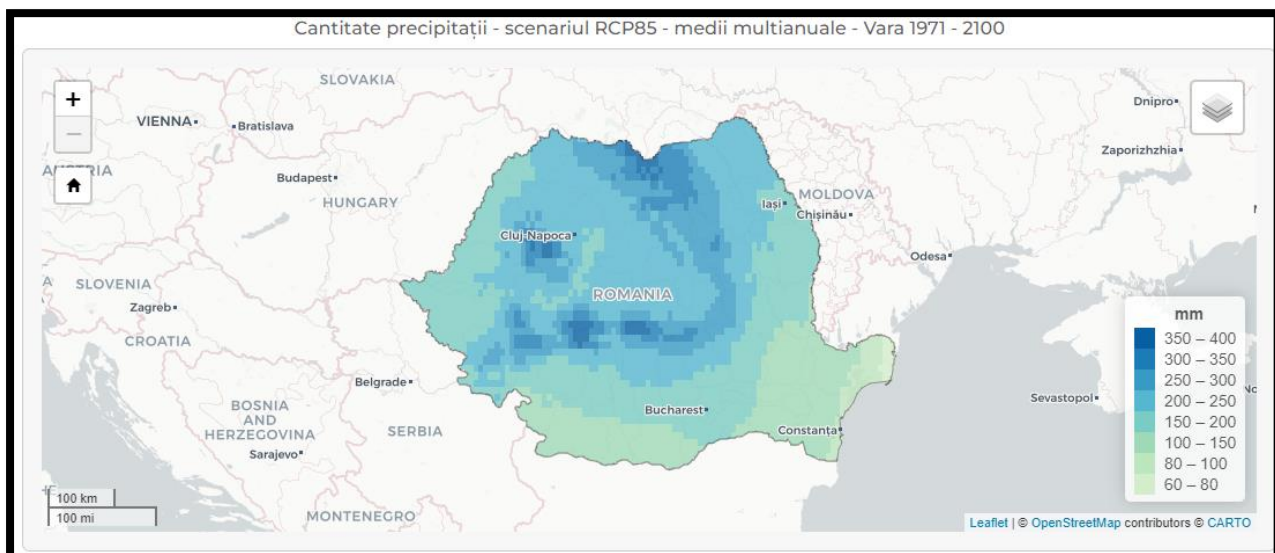 Cantitate precipitații - scenariul RCP85 - medii multianuale - Vara 1971 - 2100
+
−
SLOVAKIA
VIENNA
Bratislava
Dnipro
Zaporizhzhia
Budapest
HUNGARY
MOLDOVA
Iași
Chișinău
Cluj-Napoca
Odesa
SLOVENIA
Zagreb
ROMANIA
CROATIA
Belgrade
BOSNIA
AND
HERZEGOVINA
Sarajevo
SERBIA
Bucharest
Constanța
Sevastopol
MONTENEGRO
mm
350 – 400
300 – 350
250 – 300
200 – 250
150 – 200
100 – 150
80 – 100
60 – 80
100 km
100 mi
Leaflet | © OpenStreetMap contributors © CARTO